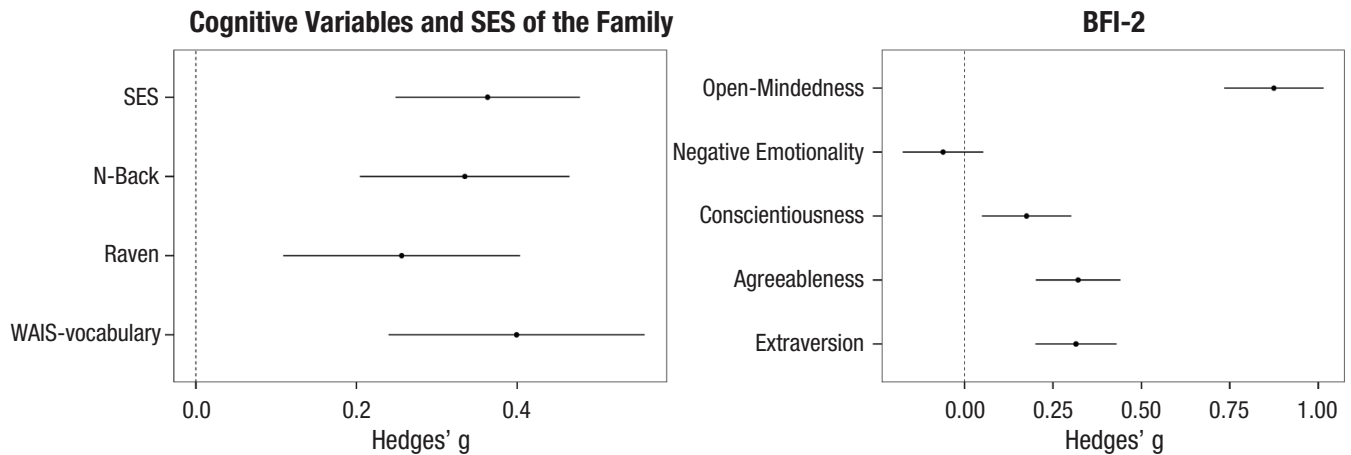 Cognitive Variables and SES of the Family
SES
N-Back
Raven
WAIS-vocabulary
0.0 0.2 0.4
Hedges’ g
BFI-2
Open-Mindedness
Negative Emotionality
Conscientiousness
Agreeableness
Extraversion
0.00 0.25 0.50 0.75 1.00
Hedges’ g